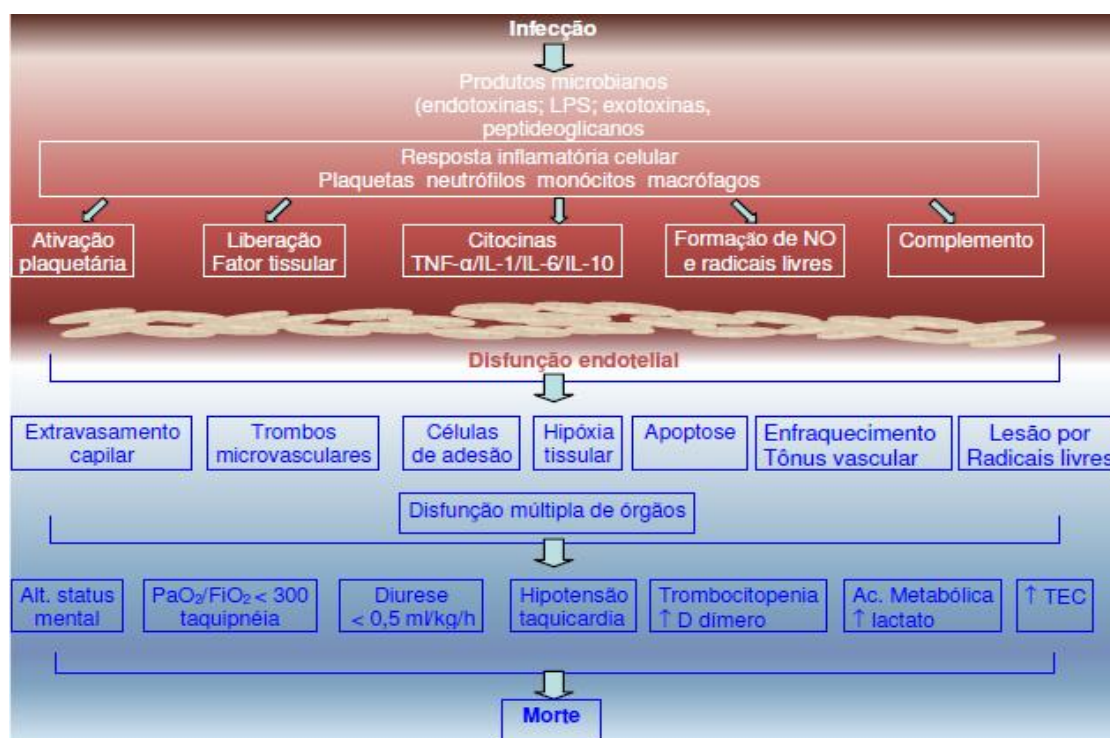 Infecção
Produtos microbianos
(endotoxinas; LPS; exotoxinas,
peptideoglicanos
Resposta inflamatória celular
Plaquetas neutrófilos monócitos macrófagos
Ativação
plaquetária
Liberação
Fator tissular
Citocinas
TNF-α/IL-1/IL-6/IL-10
Formação de NO
e radicais livres
Complemento
Disfunção endotelial
Extravasamento
capilar
Trombos
microvasculares
Células
de adesão
Hipóxia
tissular
Apoptose
Enfraquecimento
Tônus vascular
Lesão por
Radicais livres
Disfunção múltipla de órgãos
Alt. status
mental
PaO₂/FiO₂ < 300
taquipnéia
Diurese
< 0,5 ml/kg/h
Hipotensão
taquicardia
Trombocitopenia
↑ D dímero
Ac. Metabólica
↑ lactato
↑ TEC
Morte